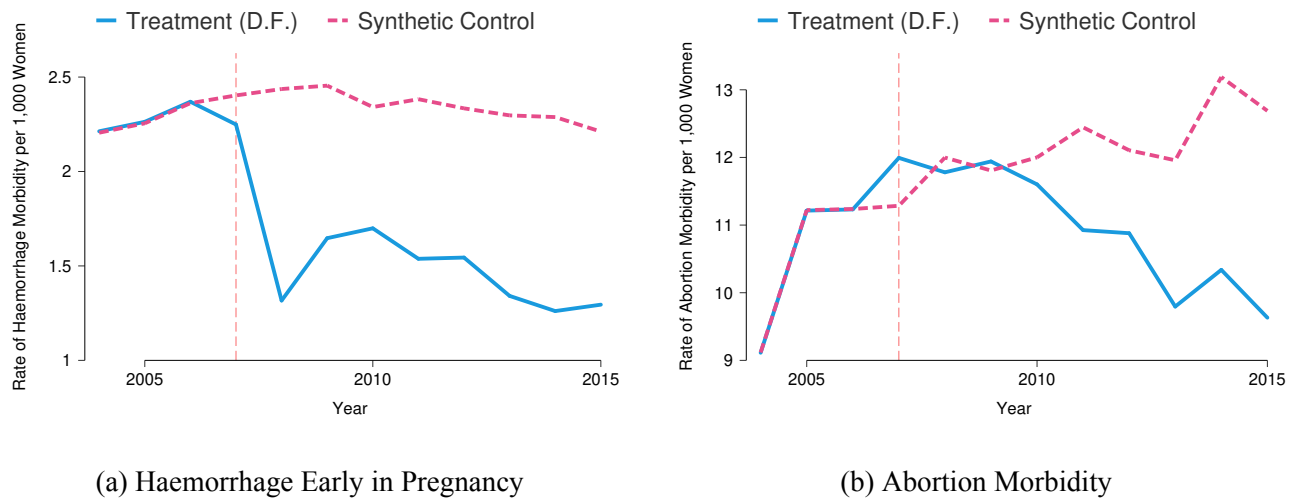 Treatment (D.F.) Synthetic Control
Rate of Haemorrhage Morbidity per 1,000 Women
2.5
2
1.5
1
2005 2010 2015
Year
(a) Haemorrhage Early in Pregnancy
Treatment (D.F.) Synthetic Control
Rate of Abortion Morbidity per 1,000 Women
13
12
11
10
9
2005 2010 2015
Year
(b) Abortion Morbidity